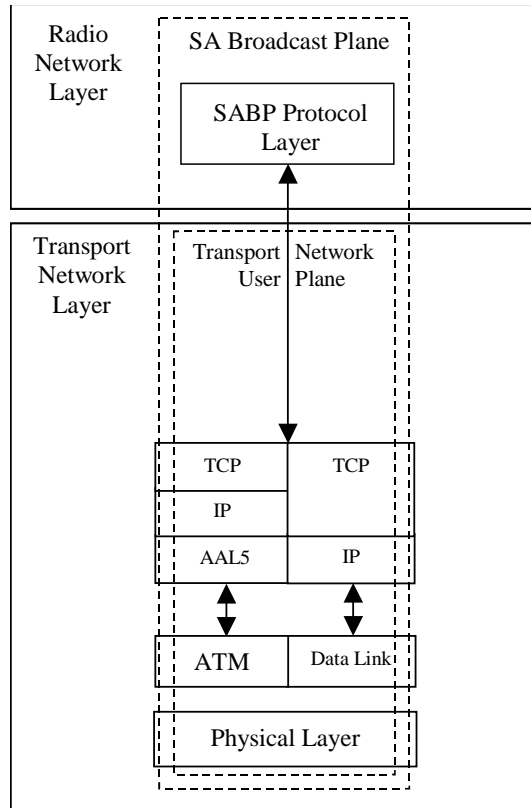 Radio
Network
Layer
SA Broadcast Plane
SABP Protocol
Layer
Transport
Network
Layer
Transport Network
User Plane
TCP TCP
IP
AAL5 IP
ATM Data Link
Physical Layer